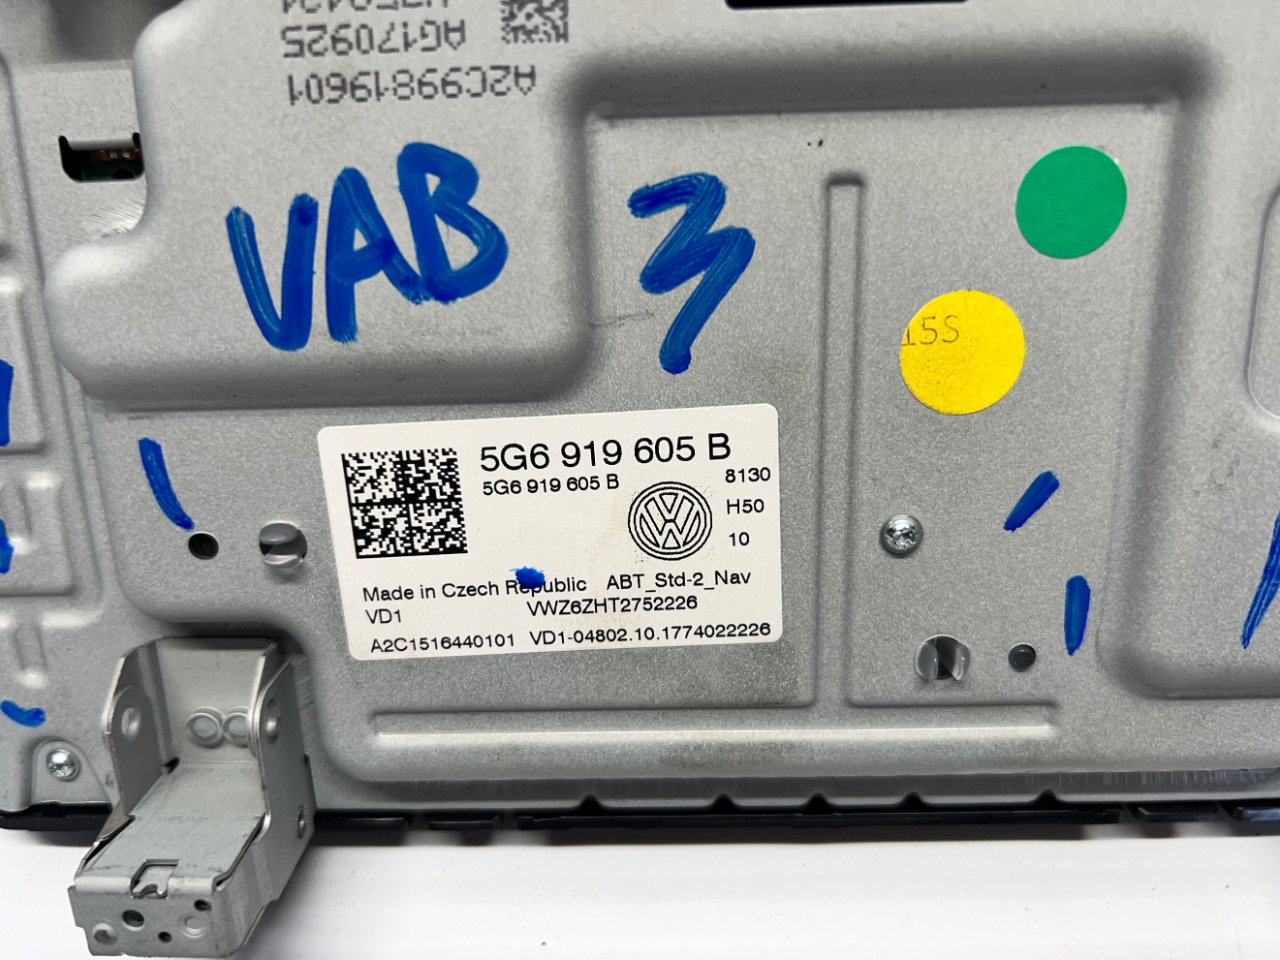 A2C99819601
AG170925
VAB 3
15S
5G6 919 605 B
5G6 919 605 B
8130
H50
10
Made in Czech Republic ABT_Std-2_Nav
VD1 VWZ6ZHT2752226
A2C1516440101 VD1-04802.10.1774022226